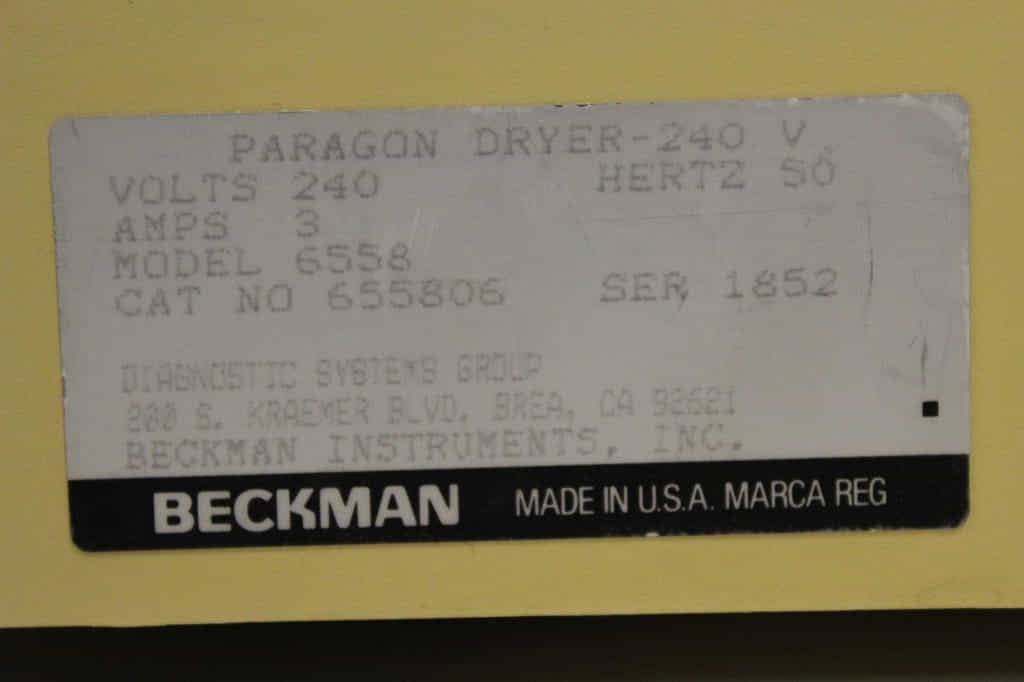 PARAGON DRYER-240 V
VOLTS 240 HERTZ 50
AMPS 3
MODEL 6558
CAT NO 655806 SER 1852
DIAGNOSTIC SYSTEMS GROUP
200 S. KRAEMER BLVD. BREA, CA 92621
BECKMAN INSTRUMENTS, INC.
BECKMAN MADE IN U.S.A. MARCA REG